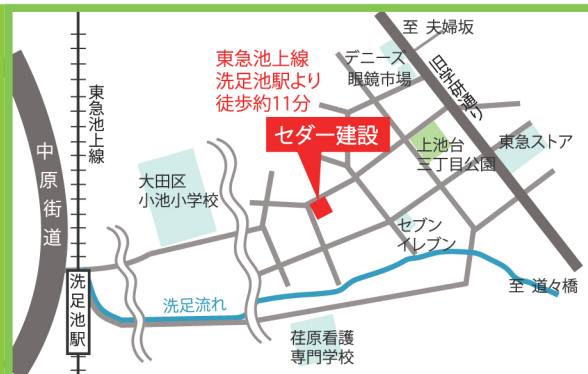 至 夫婦坂
デニーズ
眼鏡市場
旧学研通り
東急池上線
洗足池駅より
徒歩約11分
セダー建設
上池台
三丁目公園
東急ストア
東急池上線
中原街道
大田区
小池小学校
セブン
イレブン
洗足池駅
洗足流れ
至 道々橋
荏原看護
専門学校